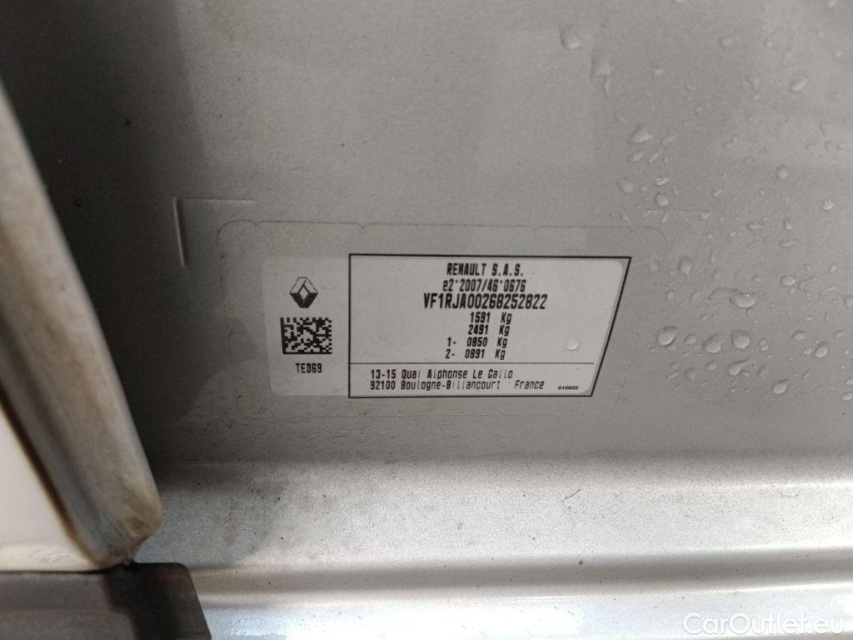 RENAULT S.A.S.
e2*2007/46*0676
VF1RJA00268252822
1591 Kg
2491 Kg
1- 0850 Kg
2- 0891 Kg
TED69
13-15 Quai Alphonse Le Gallo
92100 Boulogne-Billancourt France
CarOutlet.eu